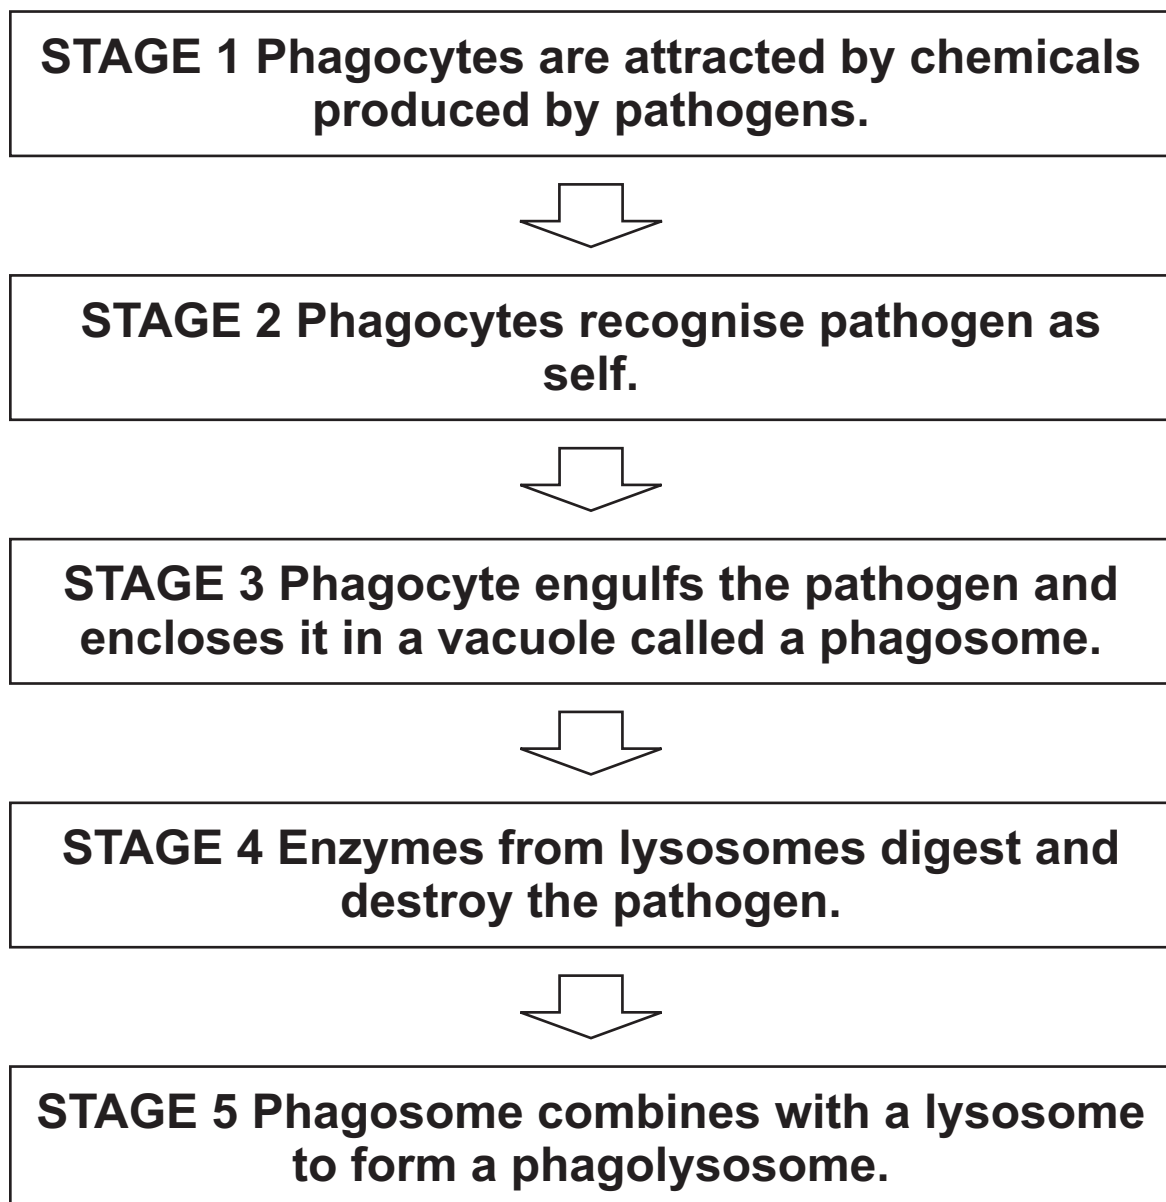 STAGE 1 Phagocytes are attracted by chemicals
produced by pathogens.
STAGE 2 Phagocytes recognise pathogen as
self.
STAGE 3 Phagocyte engulfs the pathogen and
encloses it in a vacuole called a phagosome.
STAGE 4 Enzymes from lysosomes digest and
destroy the pathogen.
STAGE 5 Phagosome combines with a lysosome
to form a phagolysosome.